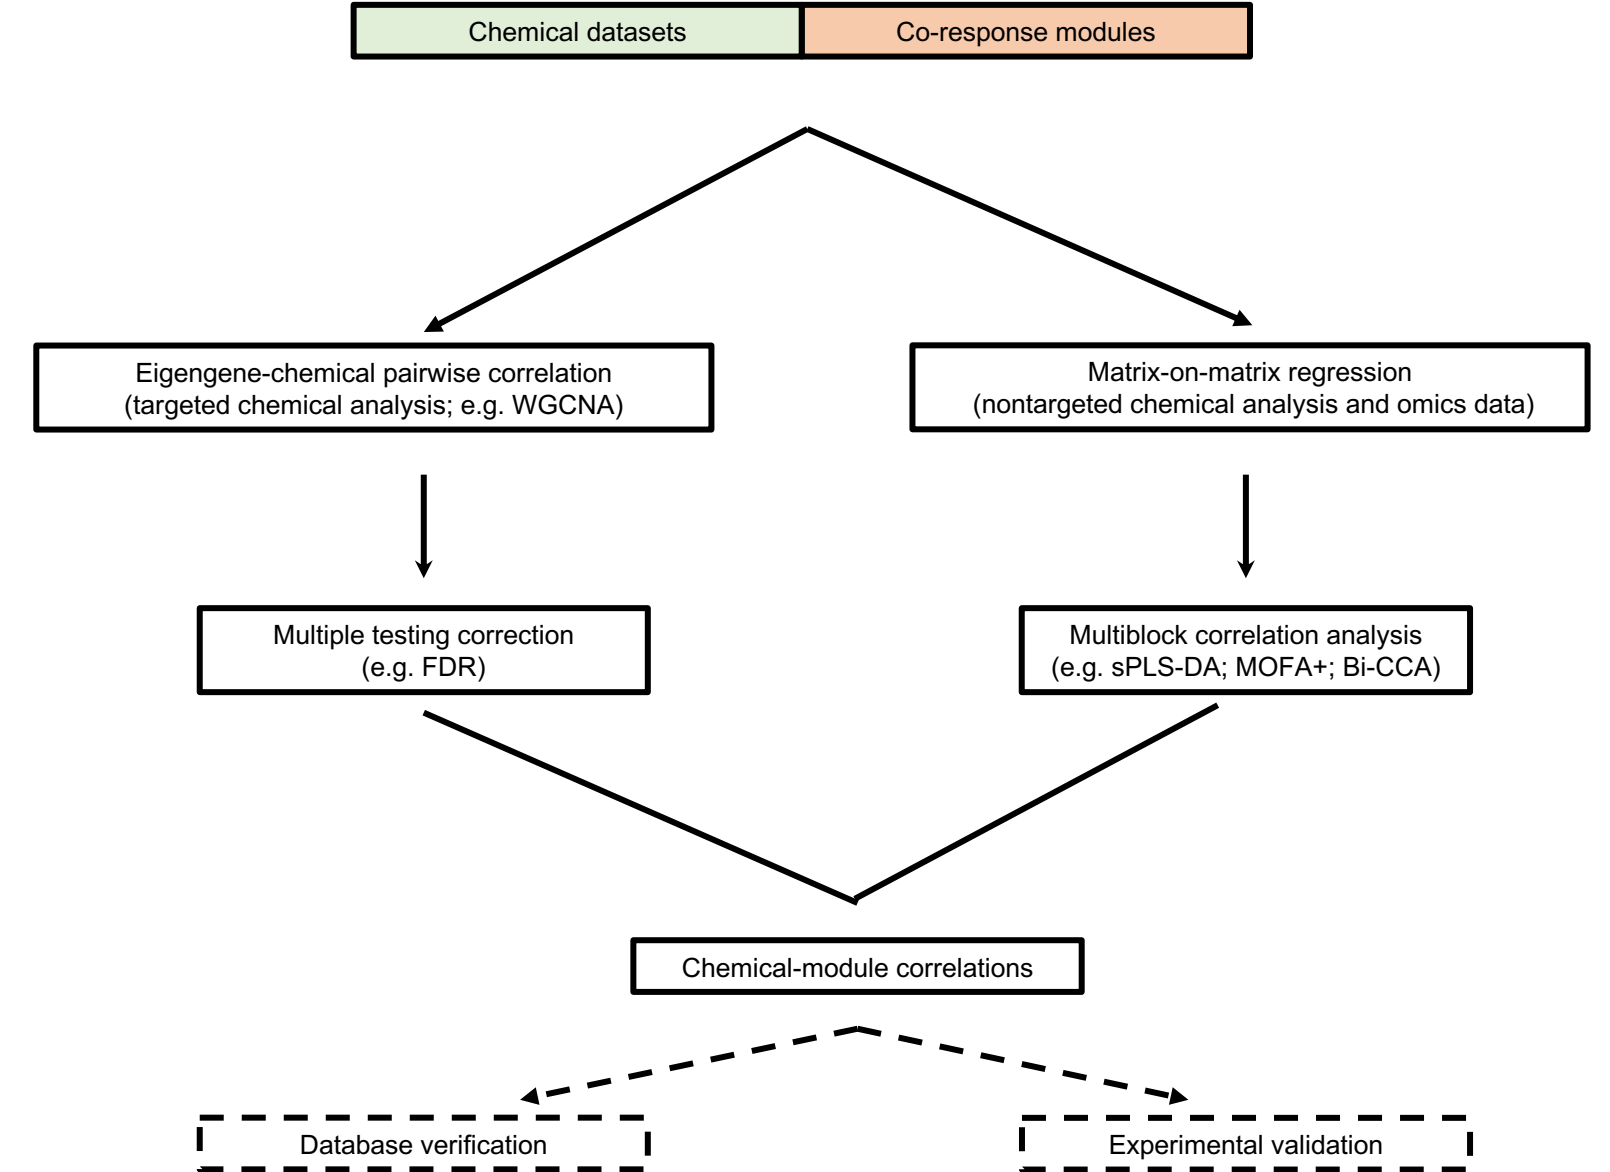 Chemical datasets
Co-response modules
Eigengene-chemical pairwise correlation
(targeted chemical analysis; e.g. WGCNA)
Matrix-on-matrix regression
(nontargeted chemical analysis and omics data)
Multiple testing correction
(e.g. FDR)
Multiblock correlation analysis
(e.g. sPLS-DA; MOFA+; Bi-CCA)
Chemical-module correlations
Database verification
Experimental validation